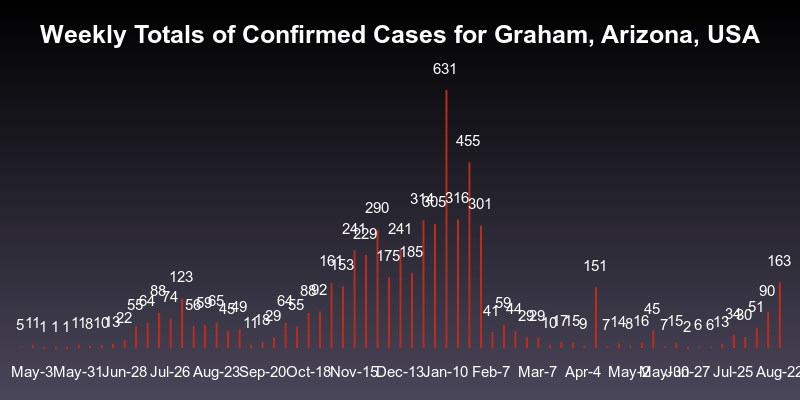 Weekly Totals of Confirmed Cases for Graham, Arizona, USA
5 11 1 1 1 11 8 10 13 22 55 64 88 74 123 56 59 65 45 49 11 18 29 64 55 88 92 161 153 241 229 290 175 241 185 314 305 631 316 455 301 41 59 44 29 29 10 17 15 9 151 7 14 8 16 45 7 15 2 6 6 13 34 30 51 90 163
May-3 May-31 Jun-28 Jul-26 Aug-23 Sep-20 Oct-18 Nov-15 Dec-13 Jan-10 Feb-7 Mar-7 Apr-4 May-2 May-30 Jun-27 Jul-25 Aug-22